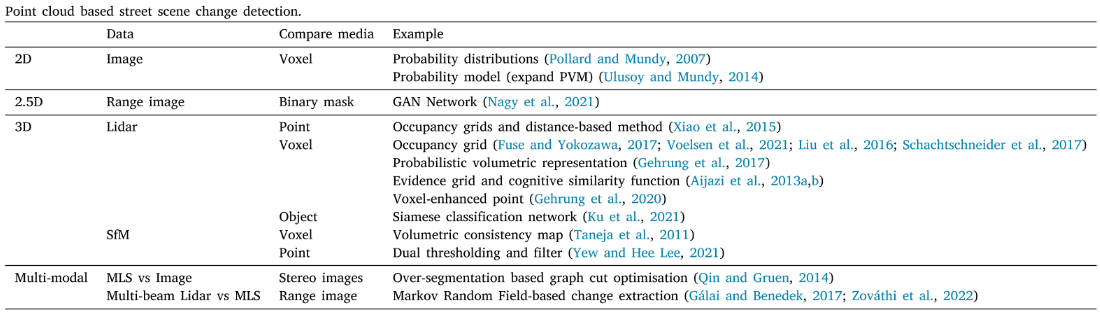 Point cloud based street scene change detection.
Data Compare media Example
2D Image Voxel Probability distributions (Pollard and Mundy, 2007)
Probability model (expand PVM) (Ulusoy and Mundy, 2014)
2.5D Range image Binary mask GAN Network (Nagy et al., 2021)
3D Lidar Point Occupancy grids and distance-based method (Xiao et al., 2015)
Voxel Occupancy grid (Fuse and Yokozawa, 2017; Voelsen et al., 2021; Liu et al., 2016; Schachtschneider et al., 2017)
Probabilistic volumetric representation (Gehrung et al., 2017)
Evidence grid and cognitive similarity function (Aijazi et al., 2013a,b)
Voxel-enhanced point (Gehrung et al., 2020)
Object Siamese classification network (Ku et al., 2021)
SfM Voxel Volumetric consistency map (Taneja et al., 2011)
Point Dual thresholding and filter (Yew and Hee Lee, 2021)
Multi-modal MLS vs Image Stereo images Over-segmentation based graph cut optimisation (Qin and Gruen, 2014)
Multi-beam Lidar vs MLS Range image Markov Random Field-based change extraction (Gálai and Benedek, 2017; Zováthi et al., 2022)